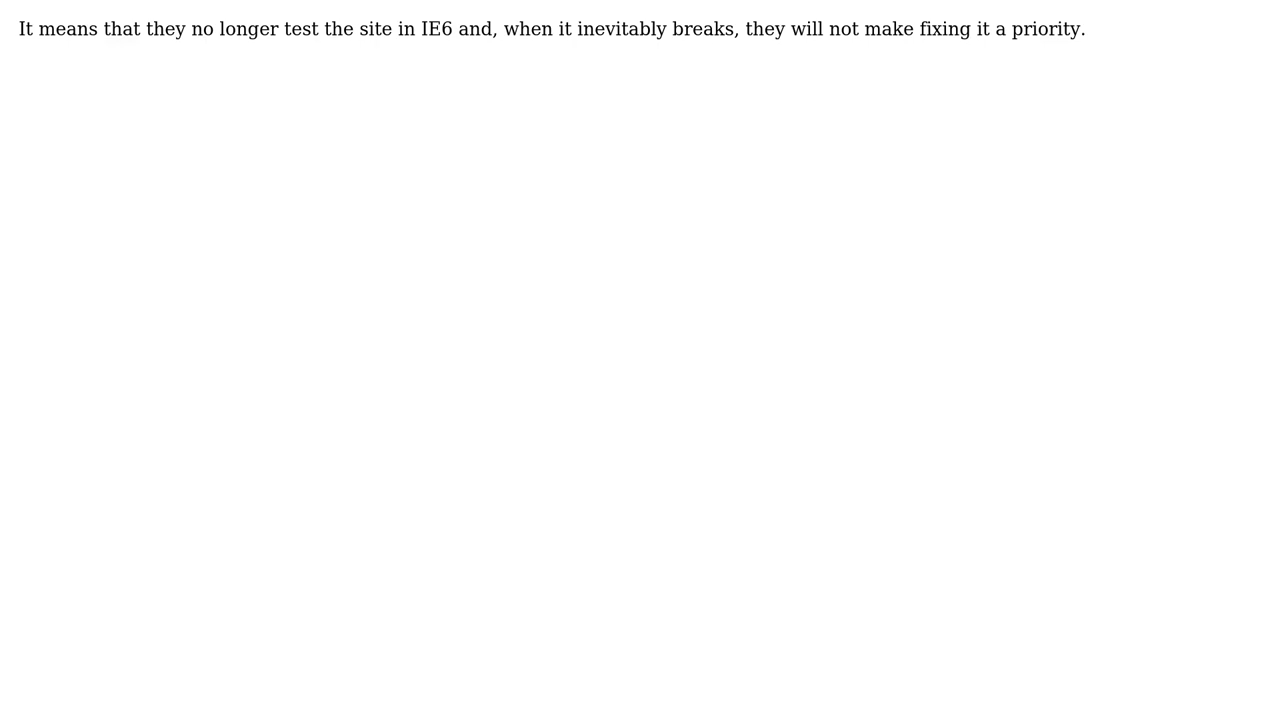 It means that they no longer test the site in IE6 and, when it inevitably breaks, they will not make fixing it a priority.